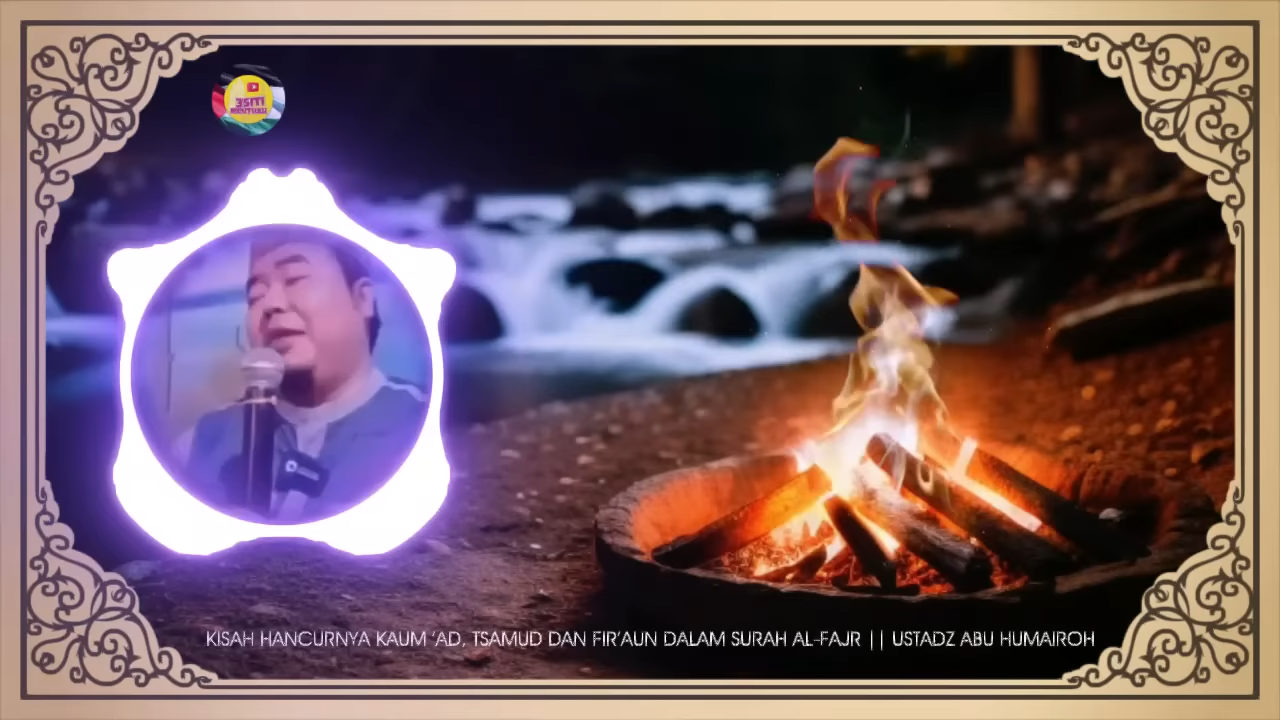 KISAH HANCURNYA KAUM 'AD, TSAMUD DAN FIR'AUN DALAM SURAH AL-FAJR || USTADZ ABU HUMAIROH